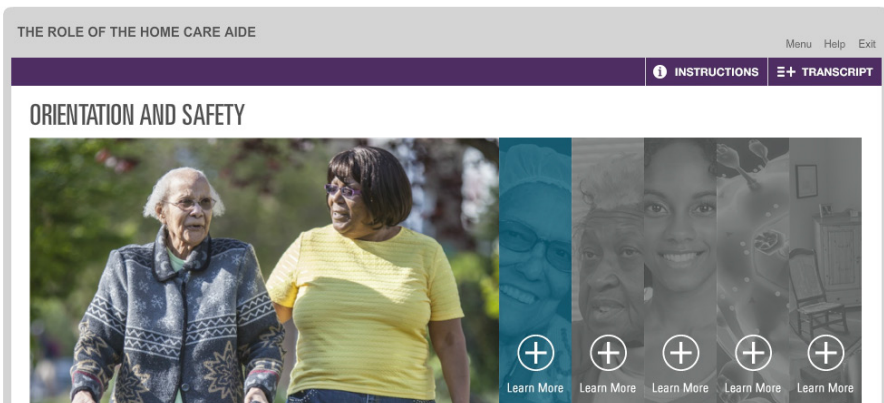 THE ROLE OF THE HOME CARE AIDE
Menu Help Exit
INSTRUCTIONS TRANSCRIPT
ORIENTATION AND SAFETY
Learn More Learn More Learn More Learn More Learn More